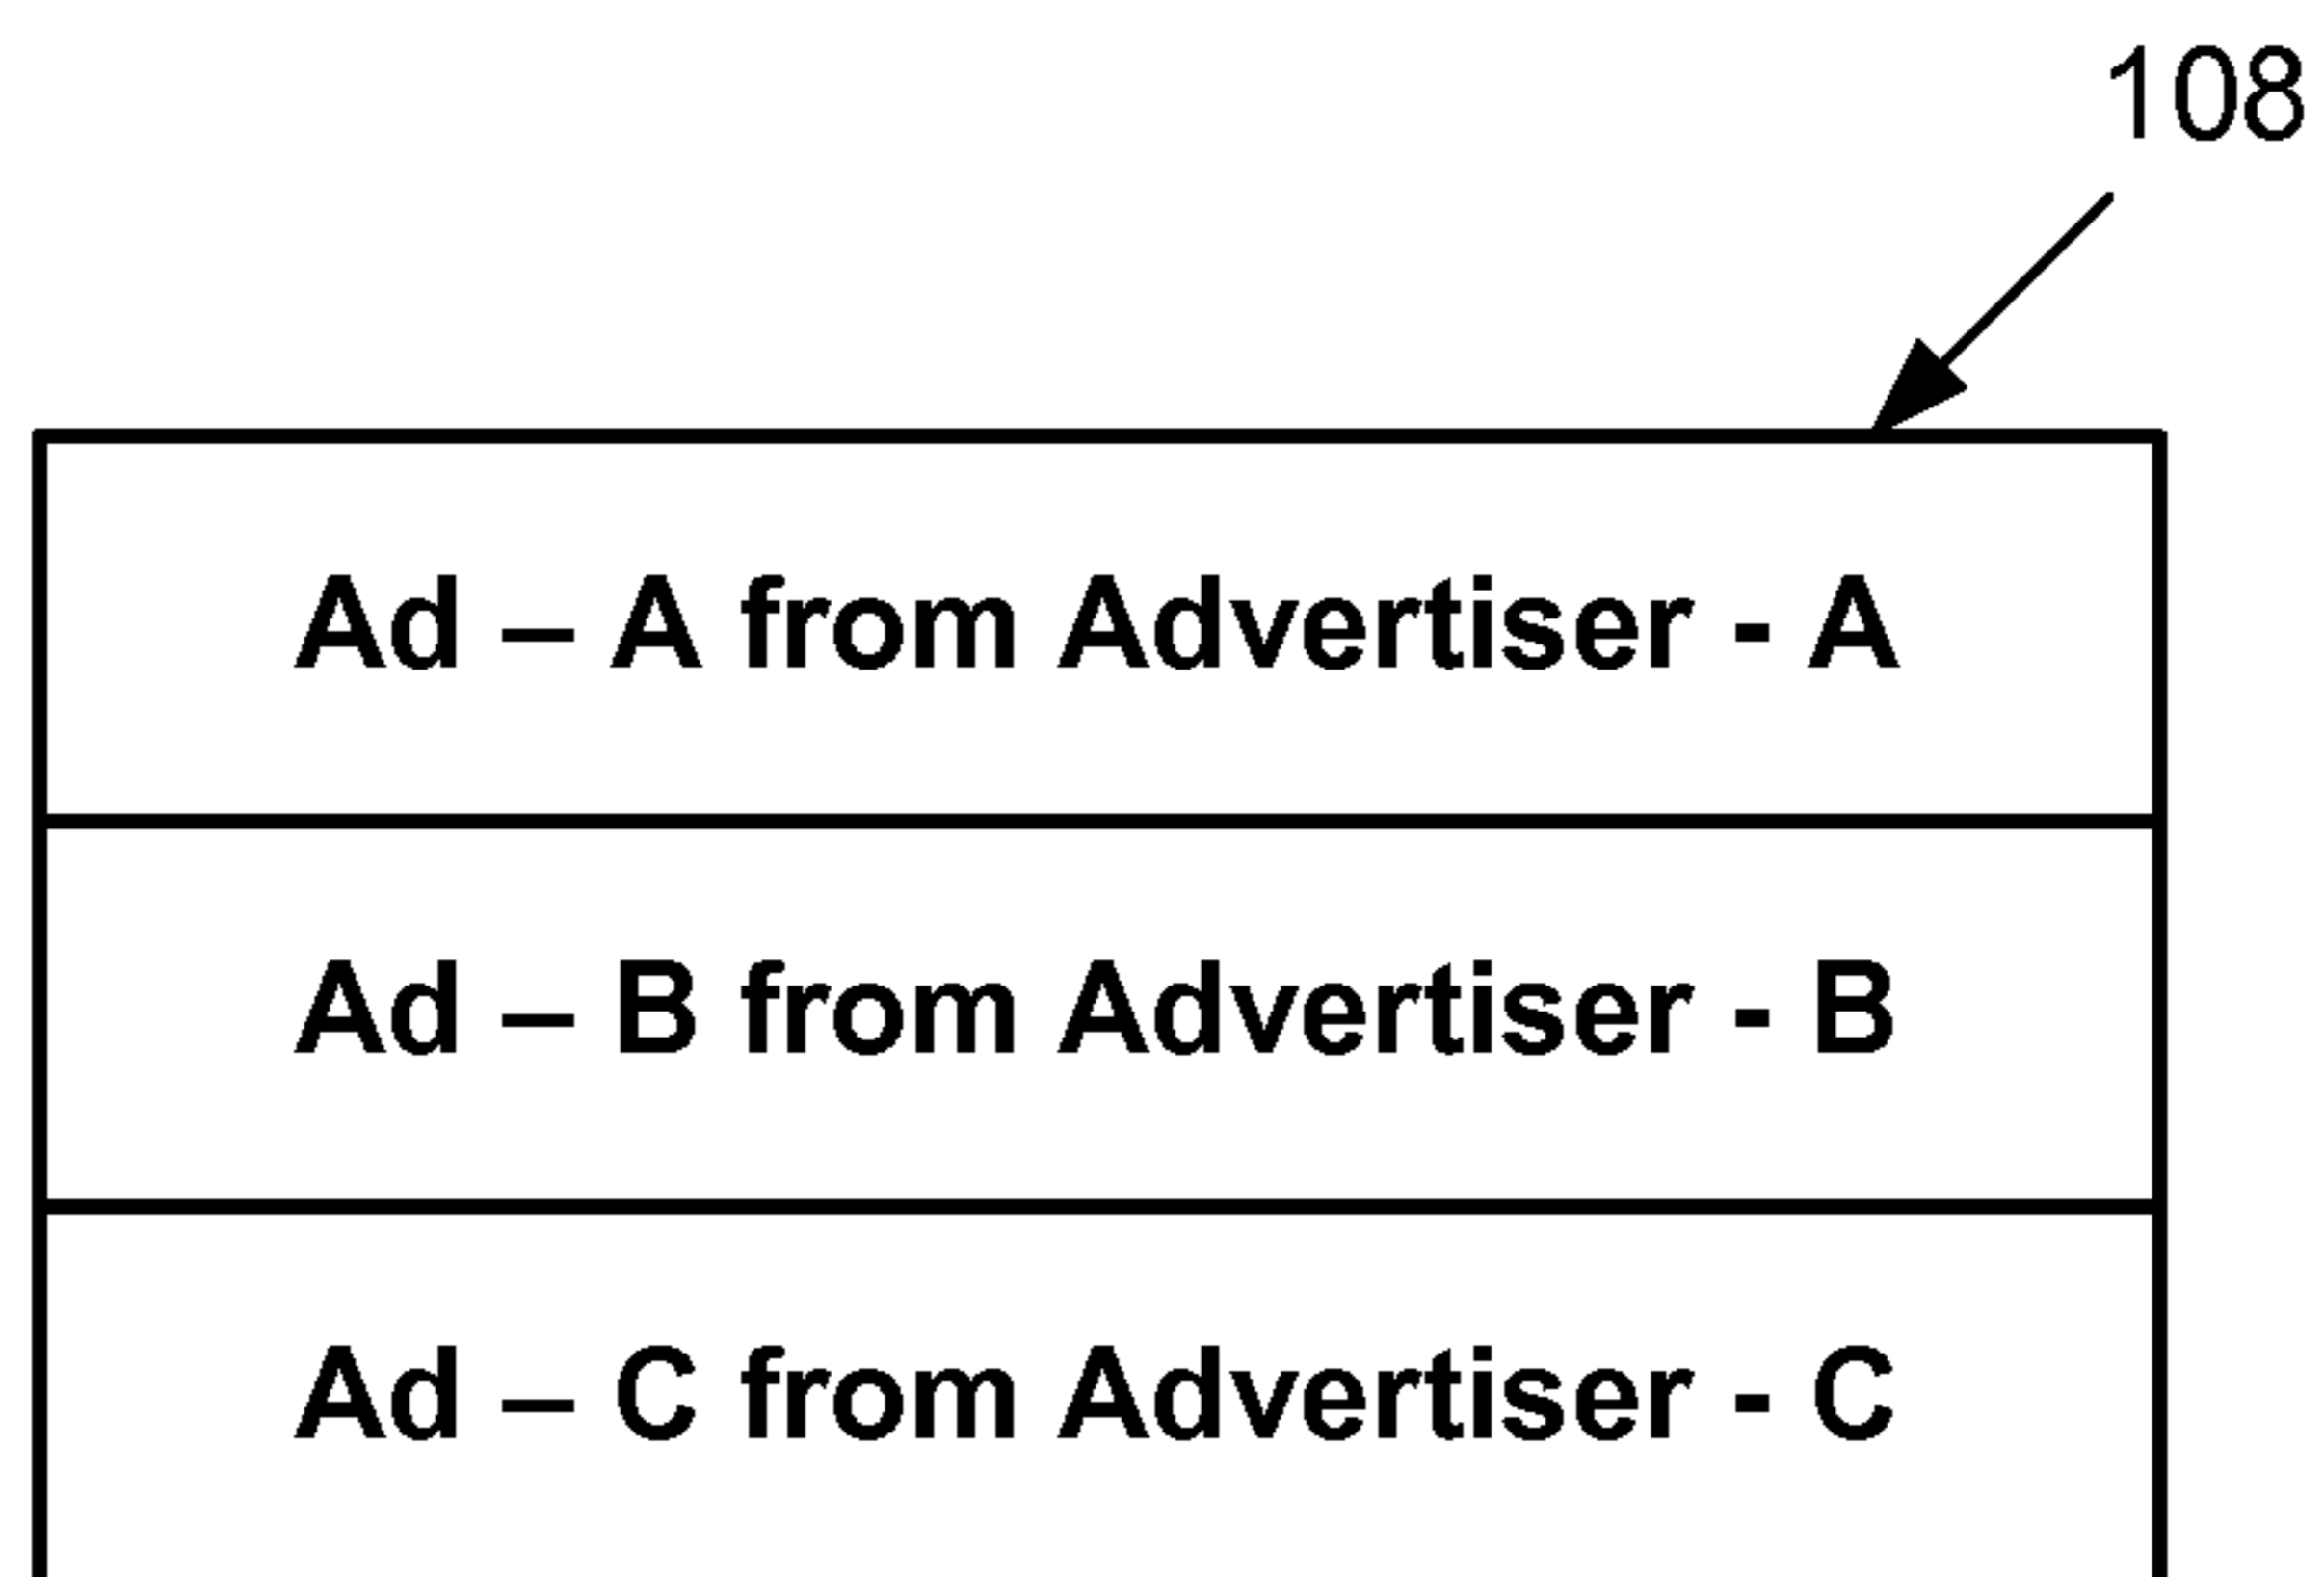 108
Ad – A from Advertiser - A
Ad – B from Advertiser - B
Ad – C from Advertiser - C